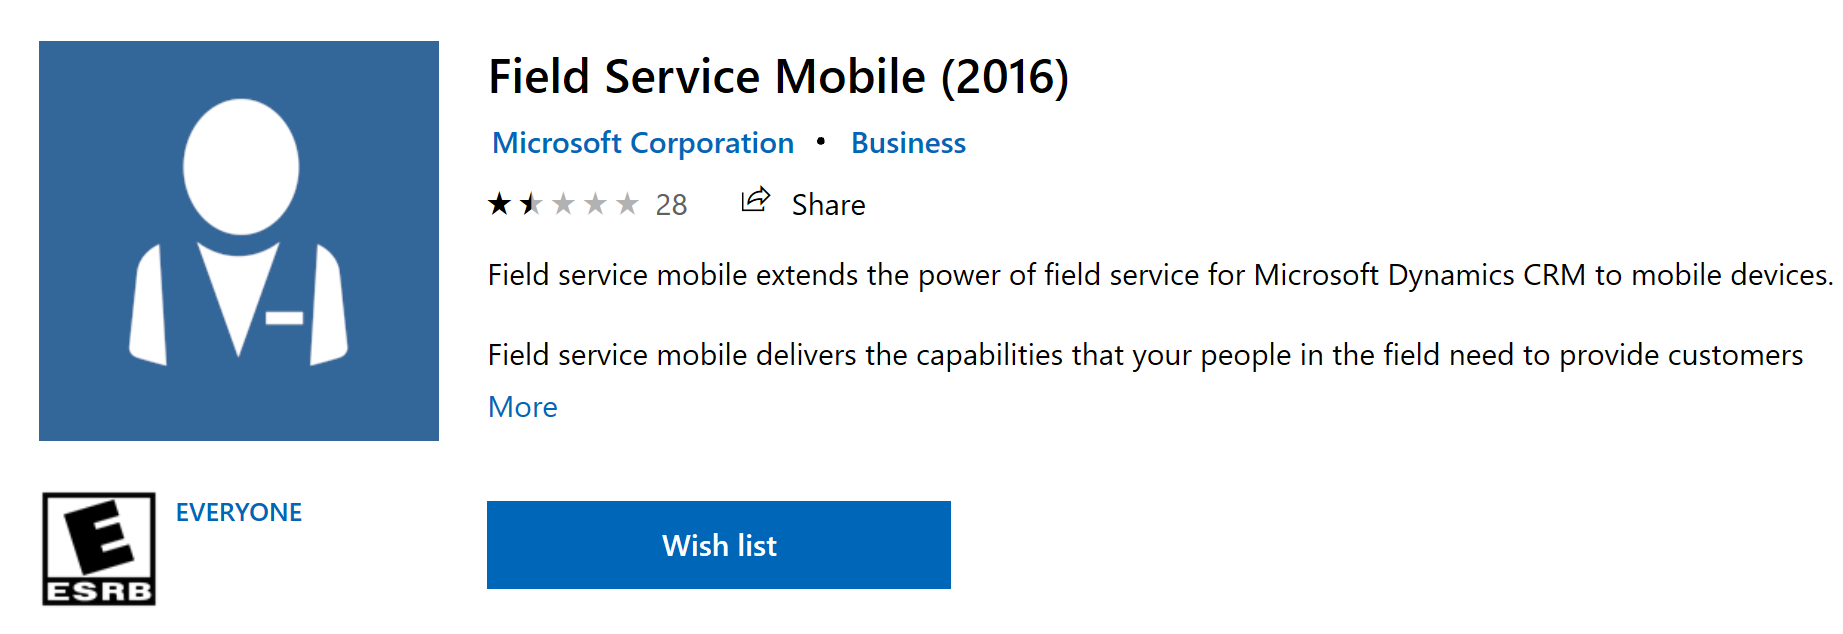 Field Service Mobile (2016)
Microsoft Corporation • Business
28 Share
Field service mobile extends the power of field service for Microsoft Dynamics CRM to mobile devices.
Field service mobile delivers the capabilities that your people in the field need to provide customers
More
E
ESRB
EVERYONE
Wish list